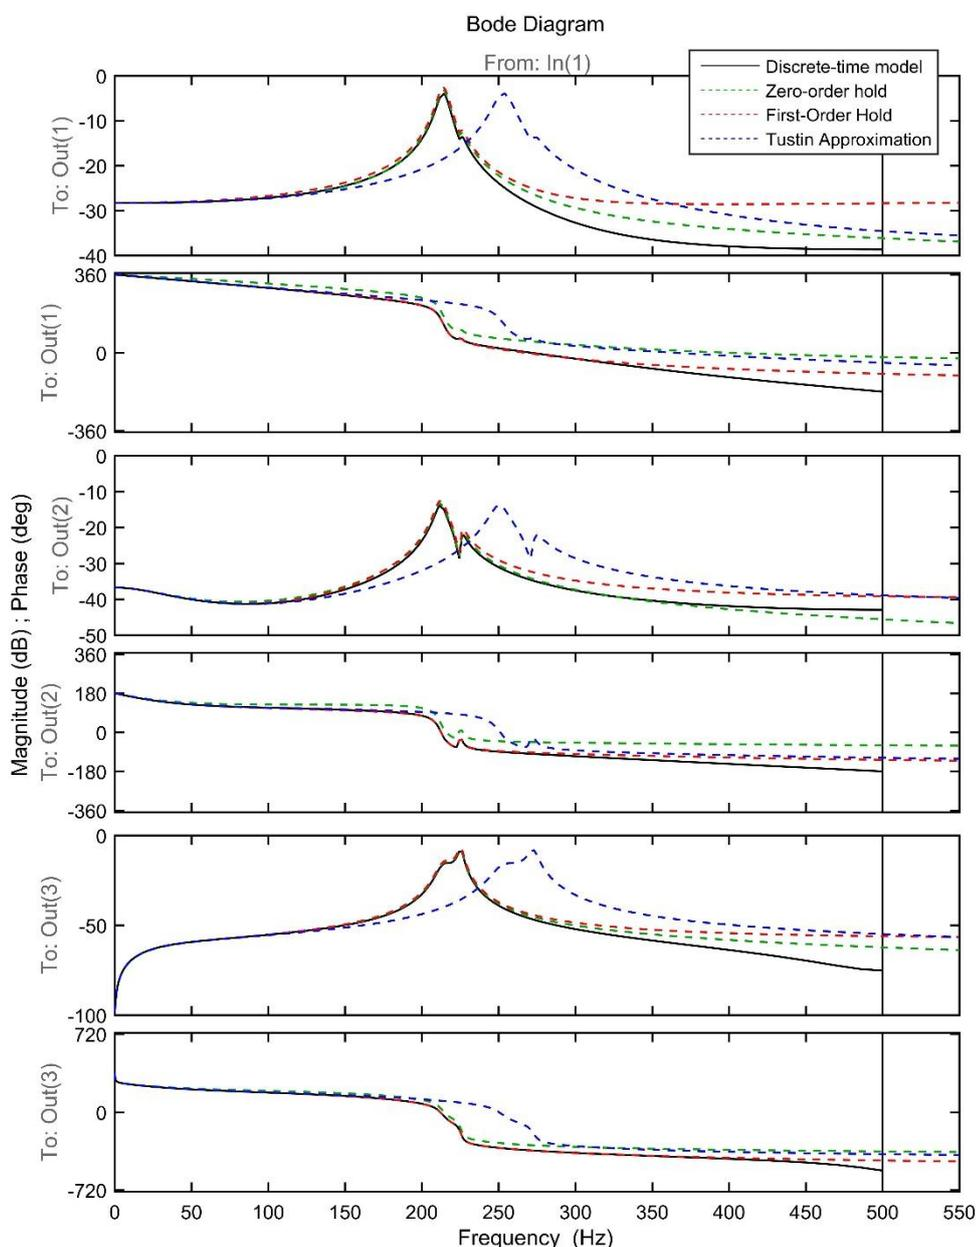 Bode Diagram
From: In(1)
Discrete-time model
Zero-order hold
First-Order Hold
Tustin Approximation
Magnitude (dB) ; Phase (deg)
To: Out(1)
0
-10
-20
-30
-40
To: Out(1)
360
0
-360
To: Out(2)
0
-10
-20
-30
-40
-50
To: Out(2)
360
180
0
-180
-360
To: Out(3)
0
-50
-100
To: Out(3)
720
0
-720
0 50 100 150 200 250 300 350 400 450 500 550
Frequency (Hz)